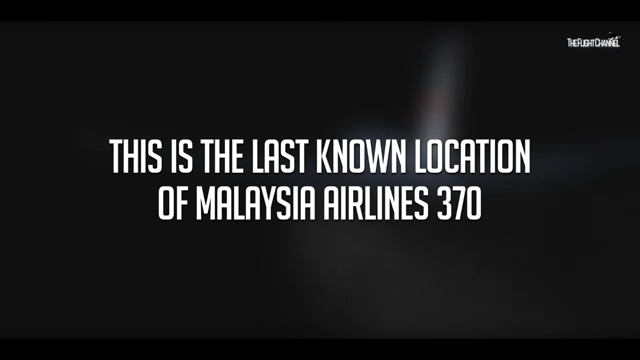 THEFLIGHTCHANNEL
THIS IS THE LAST KNOWN LOCATION
OF MALAYSIA AIRLINES 370